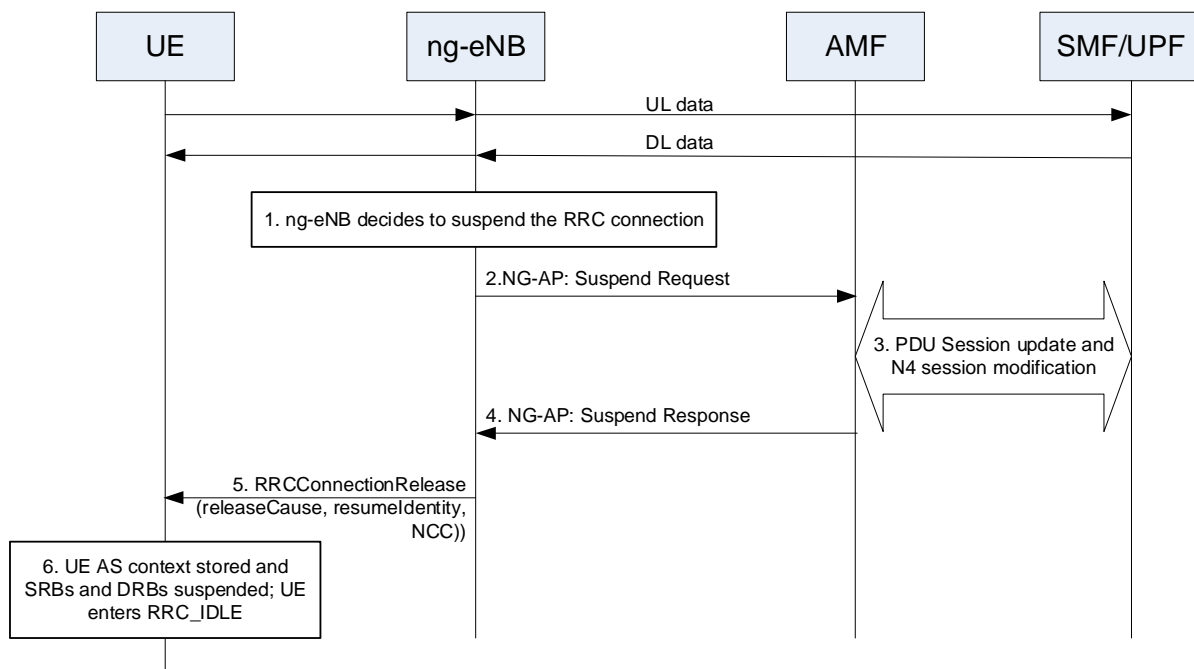 UE
ng-eNB
AMF
SMF/UPF
UL data
DL data
1. ng-eNB decides to suspend the RRC connection
2.NG-AP: Suspend Request
3. PDU Session update and
N4 session modification
4. NG-AP: Suspend Response
5. RRCConnectionRelease
(releaseCause, resumeIdentity,
NCC))
6. UE AS context stored and
SRBs and DRBs suspended; UE
enters RRC_IDLE